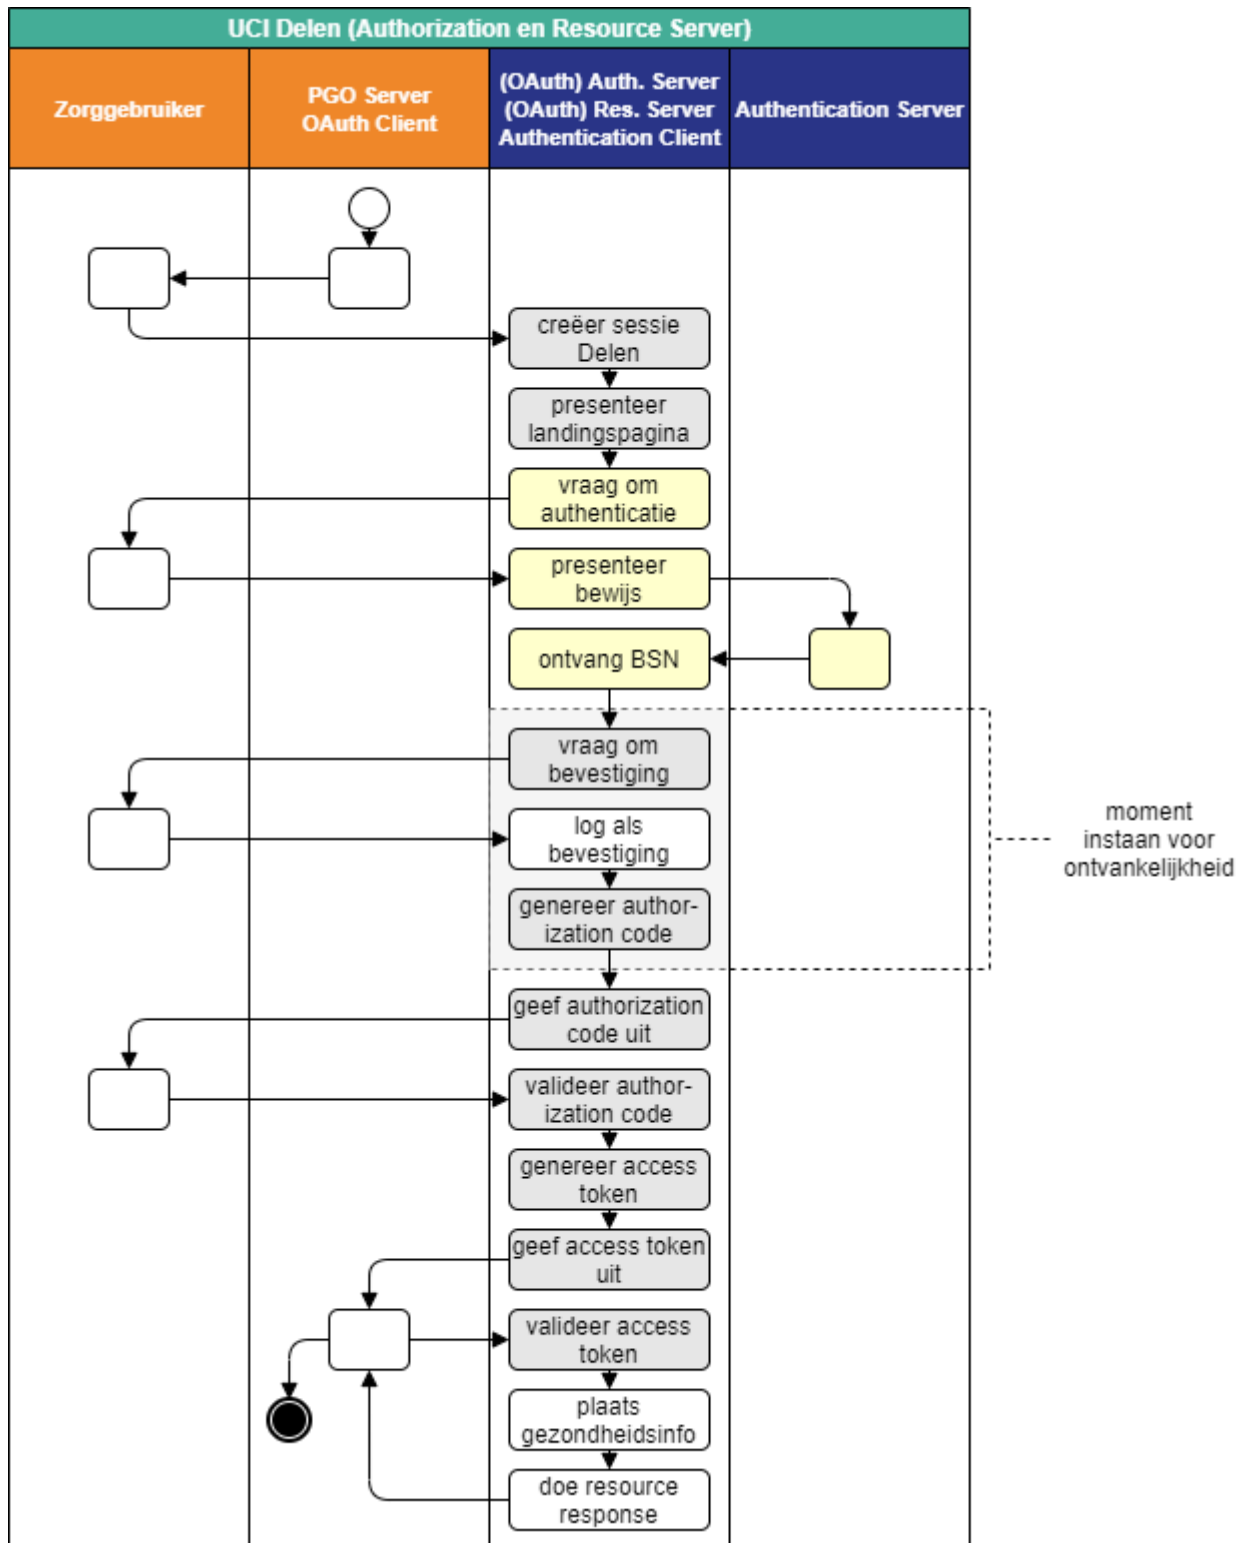 UCI Delen (Authorization en Resource Server)
Zorggebruiker
PGO Server
OAuth Client
(OAuth) Auth. Server
(OAuth) Res. Server
Authentication Client
Authentication Server
creëer sessie
Delen
presenteer
landingspagina
vraag om
authenticatie
presenteer
bewijs
ontvang BSN
vraag om
bevestiging
log als
bevestiging
genereer author-
ization code
moment
instaan voor
ontvankelijkheid
geef authorization
code uit
valideer author-
ization code
genereer access
token
geef access token
uit
valideer access
token
plaats
gezondheidsinfo
doe resource
response